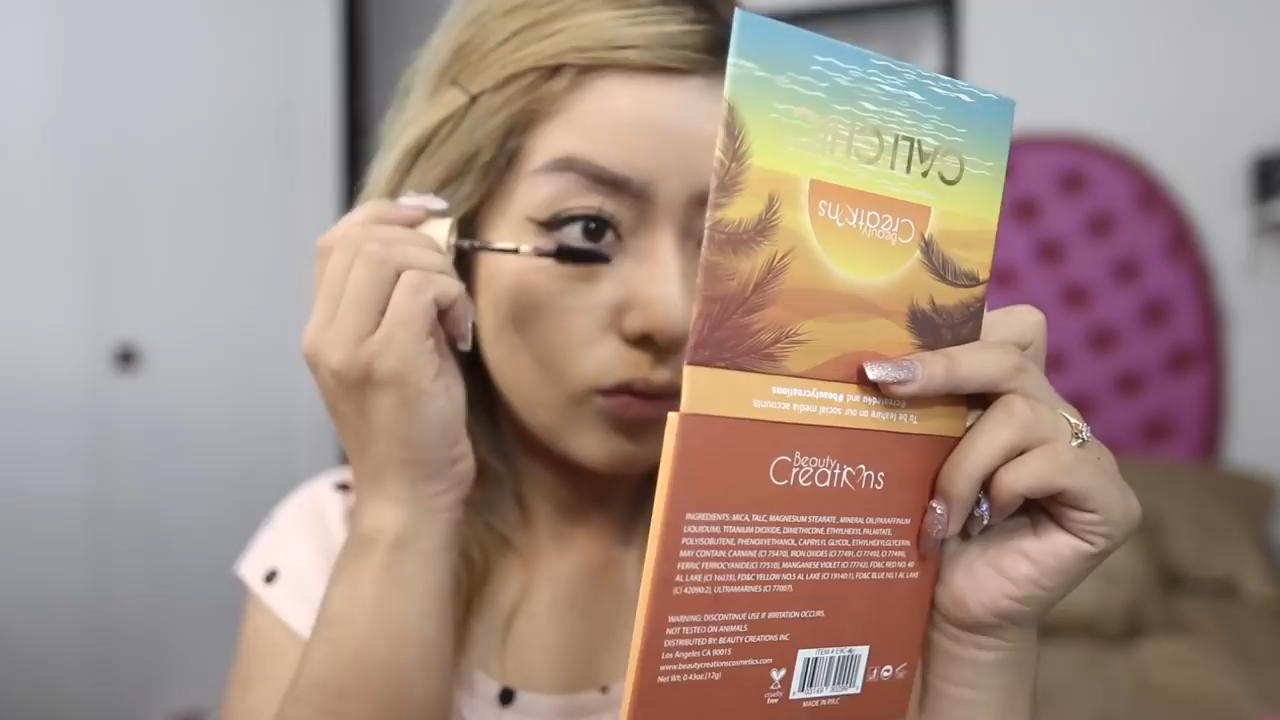 CALI CHIC
Beauty
Creations
To be feature on our social media accounts
#created4u and #beautycreations
Beauty
Creations
INGREDIENTS: MICA, TALC, MAGNESIUM STEARATE, MINERAL OIL(PARAFFINUM
LIQUIDUM), TITANIUM DIOXIDE, DIMETHICONE, ETHYLHEXYL PALMITATE,
POLYISOBUTENE, PHENOXYETHANOL, CAPRYLYL GLYCOL, ETHYLHEXYLGLYCERIN.
MAY CONTAIN: CARMINE (CI 75470), IRON OXIDES (CI 77491, CI 77492, CI 77499),
FERRIC FERROCYANIDE(CI 77510), MANGANESE VIOLET (CI 77742), FD&C RED NO. 40
AL LAKE (CI 16035), FD&C YELLOW NO.5 AL LAKE (CI 19140:1), FD&C BLUE NO.1 AL LAKE
(CI 42090:2), ULTRAMARINES (CI 77007).
WARNING: DISCONTINUE USE IF IRRITATION OCCURS.
NOT TESTED ON ANIMALS
DISTRIBUTED BY: BEAUTY CREATIONS INC
Los Angeles CA 90015
www.beautycreationscosmetics.com
Net Wt: 0.43oz.(12g)
cruelty
free
ITEM #
MADE IN P.R.C